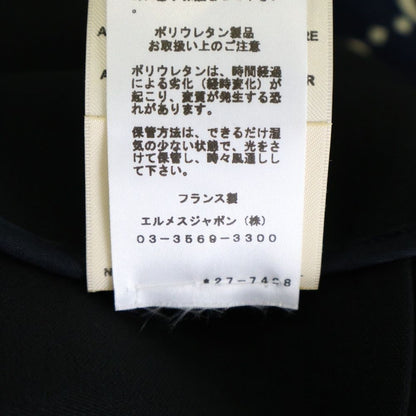 い。
ポリウレタン製品
お取扱い上のご注意
ポリウレタンは、時間経過
による劣化（経時変化）が
起こり、変質が発生する恐
れがあります。
保管方法は、できるだけ湿
気の少ない状態で、光をさ
けて保管し、時々風通しし
て下さい。
フランス製
エルメスジャポン（株）
03-3569-3300
*27-7408
A
RE
A
R
N